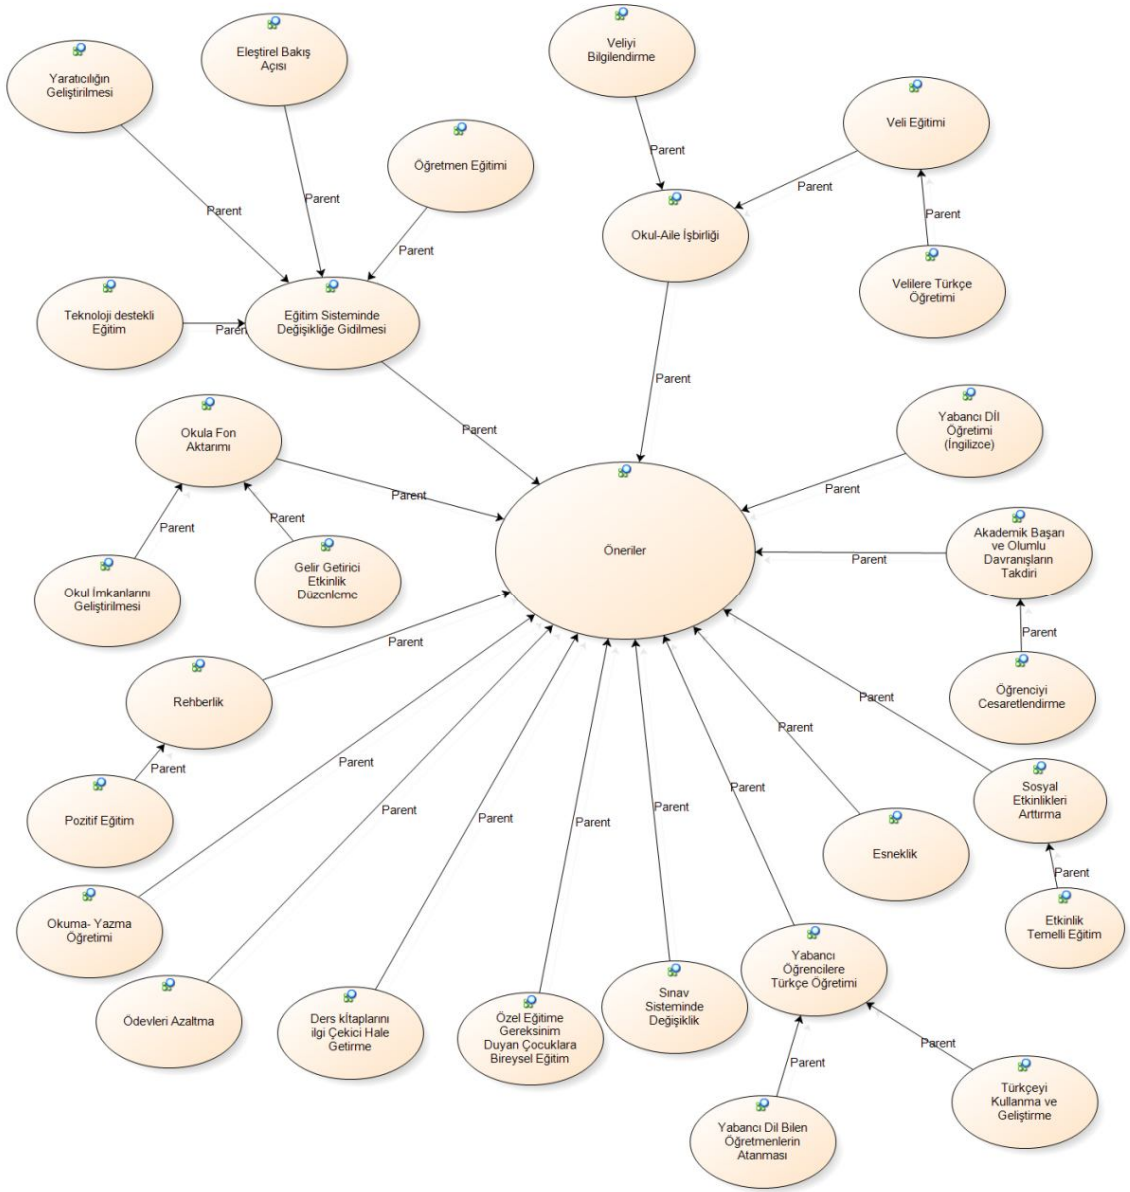 Veliyi
Bilgilendirme
Eleştirel Bakış
Açısı
Yaratıcılığın
Geliştirilmesi
Veli Eğitimi
Öğretmen Eğitimi
Parent
Parent
Parent
Parent
Parent
Parent
Okul-Aile İşbirliği
Parent
Velilere Türkçe
Öğretimi
Teknoloji destekli
Eğitim
Paren
Eğitim Sisteminde
Değişikliğe Gidilmesi
Parent
Parent
Okula Fon
Aktarımı
Yabancı Dİl
Öğretimi
(İngilizce)
Parent
Parent
Parent
Parent
Parent
Öneriler
Akademik Başarı
ve Olumlu
Davranışların
Takdiri
Parent
Okul İmkanlarını
Geliştirilmesi
Gelir Getirici
Etkinlik
Düzenleme
Parent
Parent
Rehberlik
Öğrenciyi
Cesaretlendirme
Parent
Parent
Parent
Parent
Pozitif Eğitim
Parent
Parent
Parent
Parent
Parent
Sosyal
Etkinlikleri
Arttırma
Esneklik
Parent
Okuma- Yazma
Öğretimi
Etkinlik
Temelli Eğitim
Yabancı
Öğrencilere
Türkçe Öğretimi
Ödevleri Azaltma
Ders kİtaplarını
ilgi Çekici Hale
Getirme
Özel Eğitime
Gereksinim
Duyan Çocuklara
Bireysel Eğitim
Sınav
Sisteminde
Değişiklik
Parent
Parent
Türkçeyi
Kullanma ve
Geliştirme
Yabancı Dil Bilen
Öğretmenlerin
Atanması